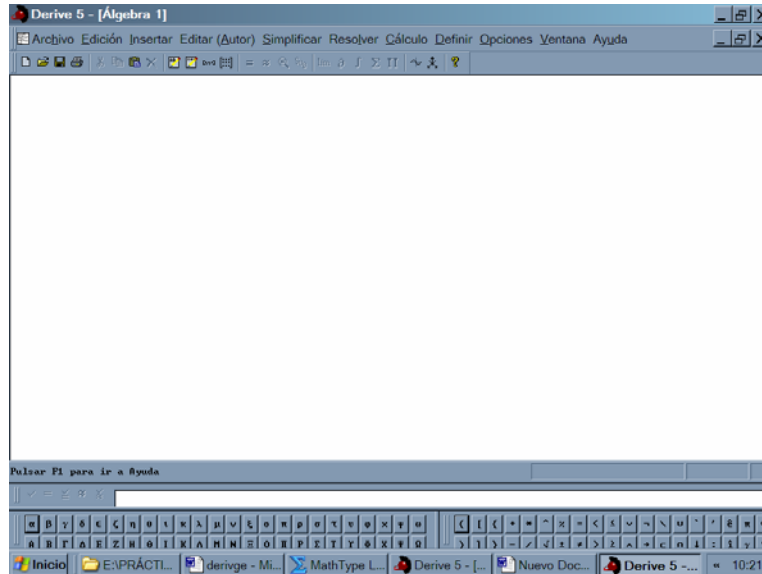 Derive 5 - [Álgebra 1]
Archivo Edición Insertar Editar (Autor) Simplificar Resolver Cálculo Definir Opciones Ventana Ayuda
Pulsar F1 para ir a Ayuda
α β γ δ ε ζ η θ ι κ λ μ ν ξ ο π ρ σ τ υ φ χ ψ ω
Α Β Γ Δ Ε Ζ Η Θ Ι Κ Λ Μ Ν Ξ Ο Π Ρ Σ Τ Υ Φ Χ Ψ Ω
Inicio E:\PRÁCTI... derivge - Mi... MathType L... Derive 5 - [... Nuevo Doc... Derive 5 -... « 10:21